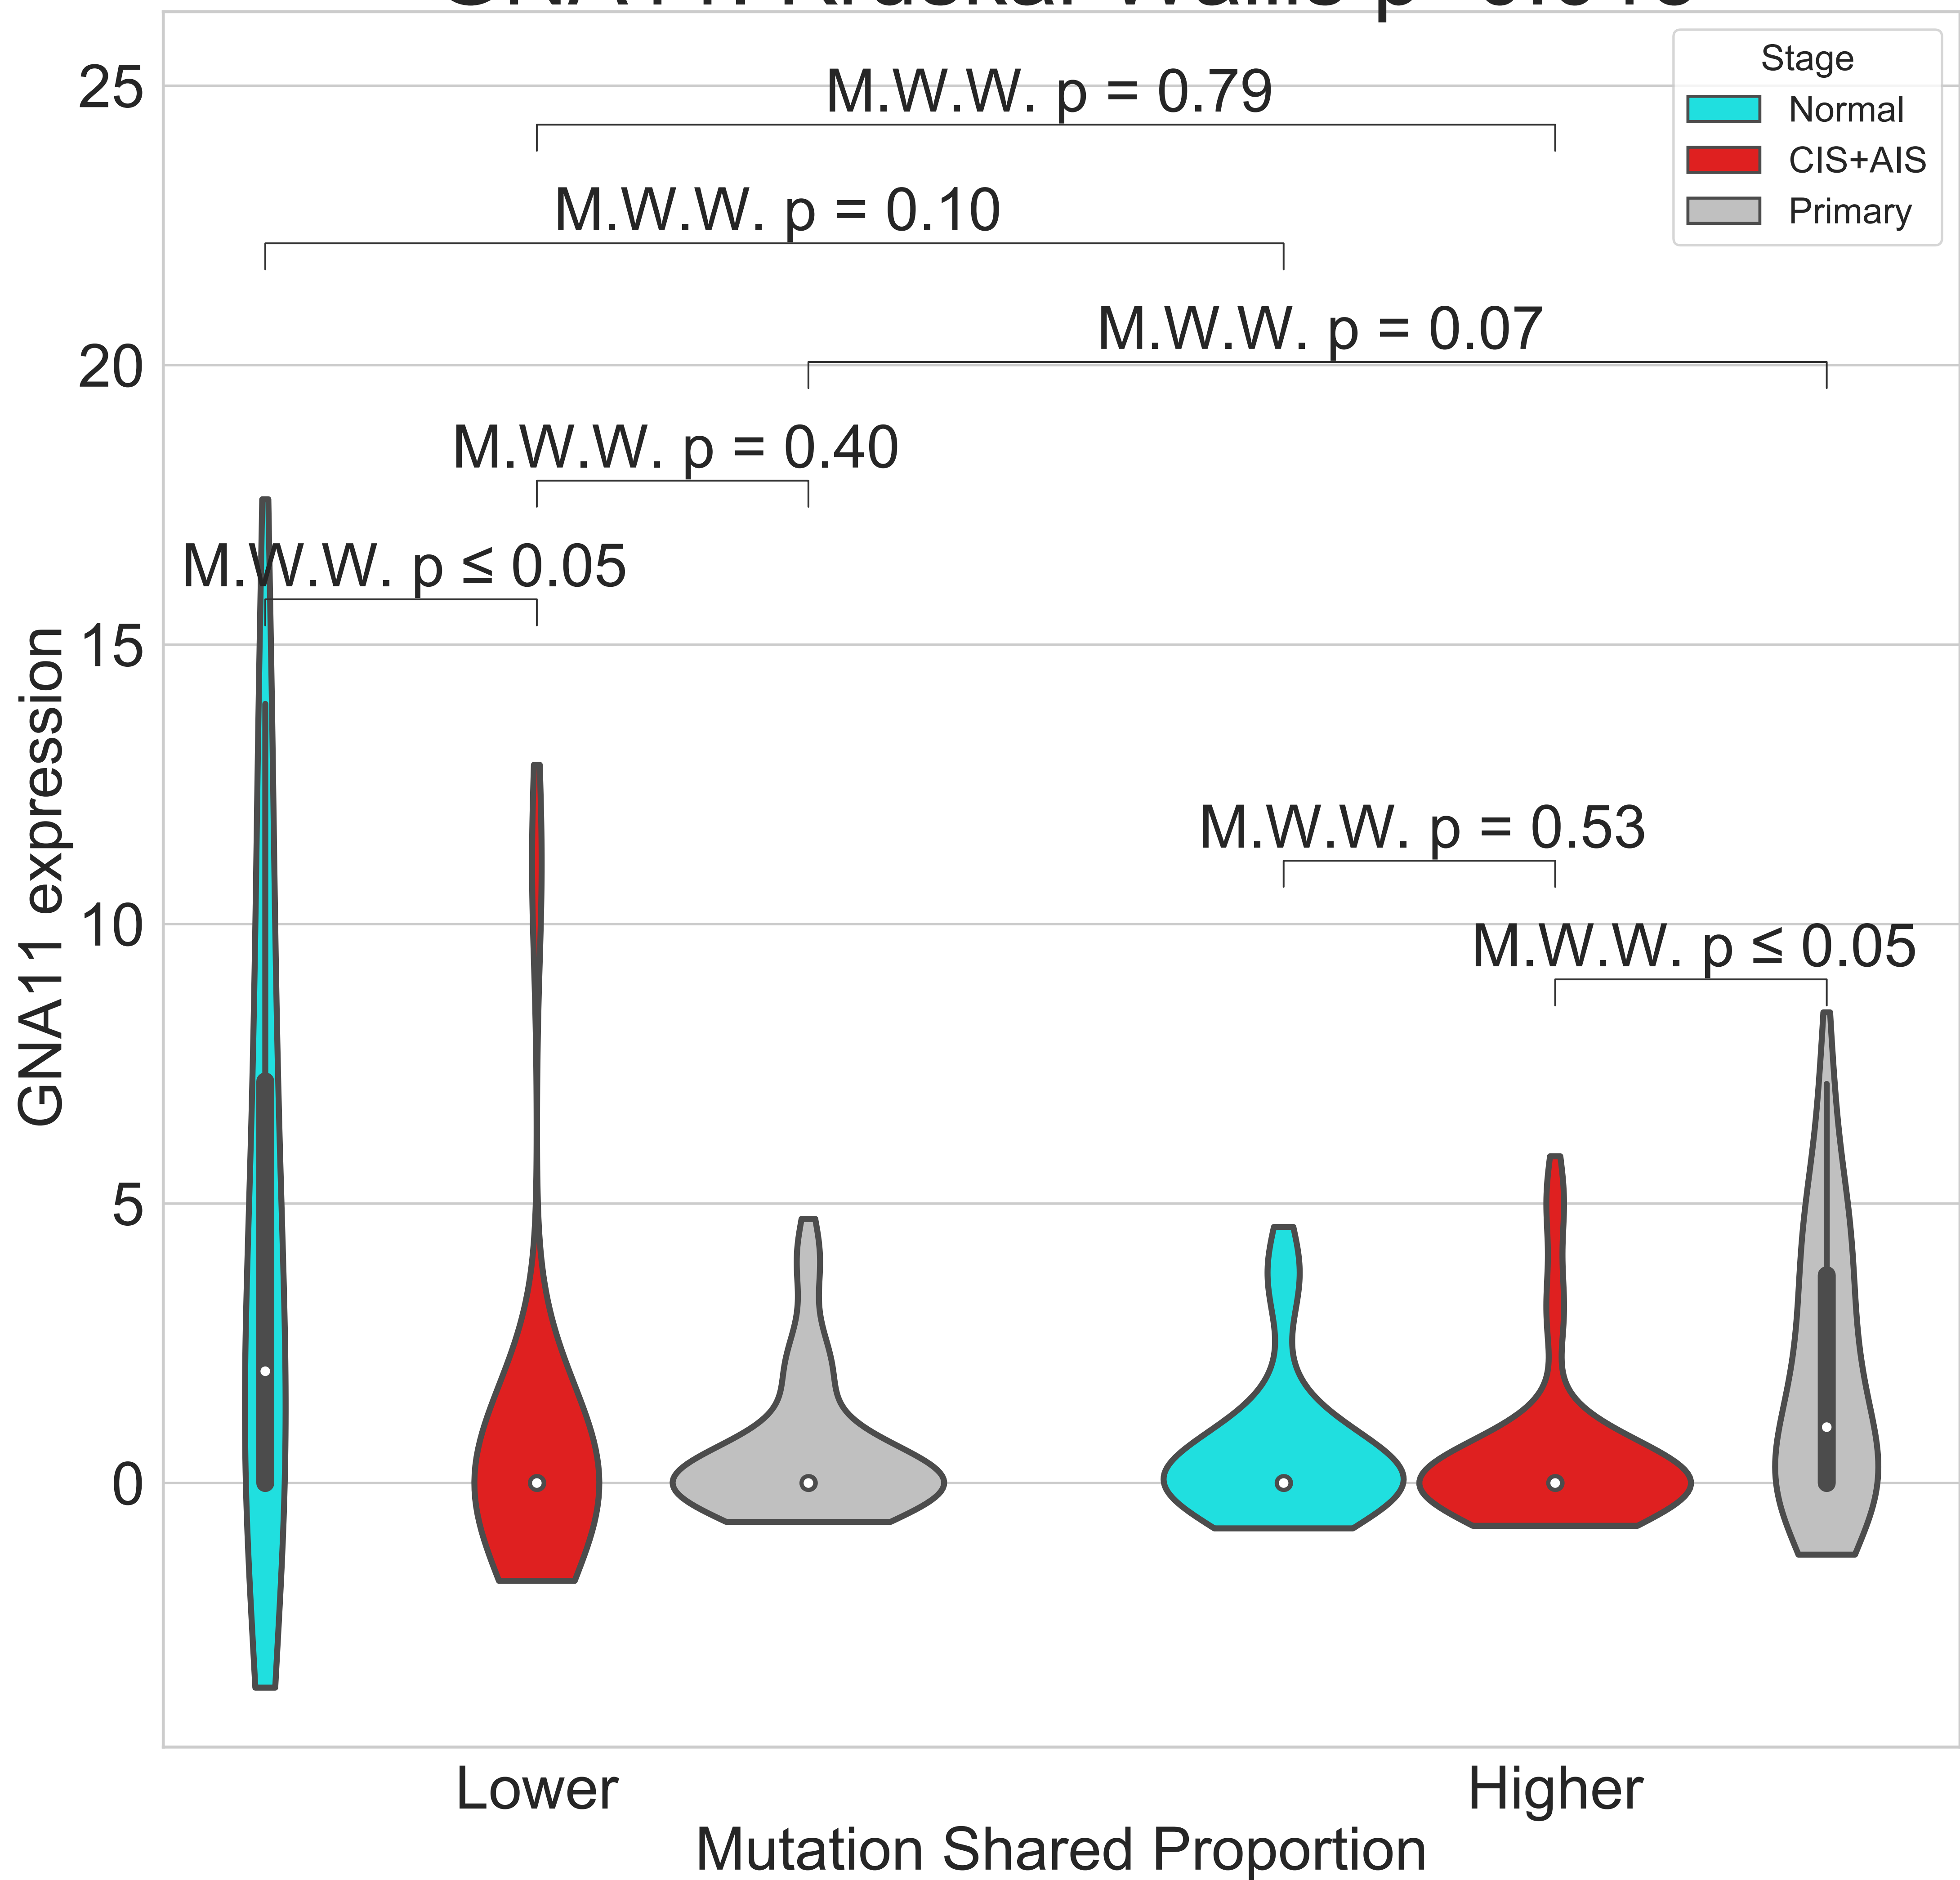 25
20
15
10
5
0
GNA11 expression
M.W.W. p = 0.79
M.W.W. p = 0.10
M.W.W. p = 0.07
M.W.W. p = 0.40
M.W.W. p ≤ 0.05
M.W.W. p = 0.53
M.W.W. p ≤ 0.05
Stage
Normal
CIS+AIS
Primary
Lower
Higher
Mutation Shared Proportion